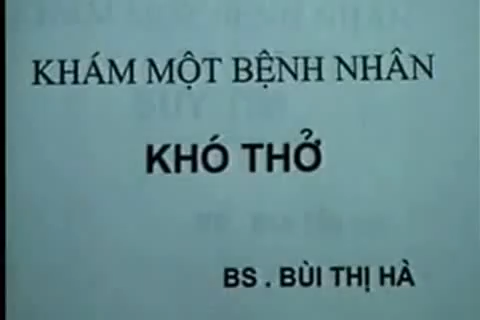 KHÁM MỘT BỆNH NHÂN
KHÓ THỞ
BS . BÙI THỊ HÀ